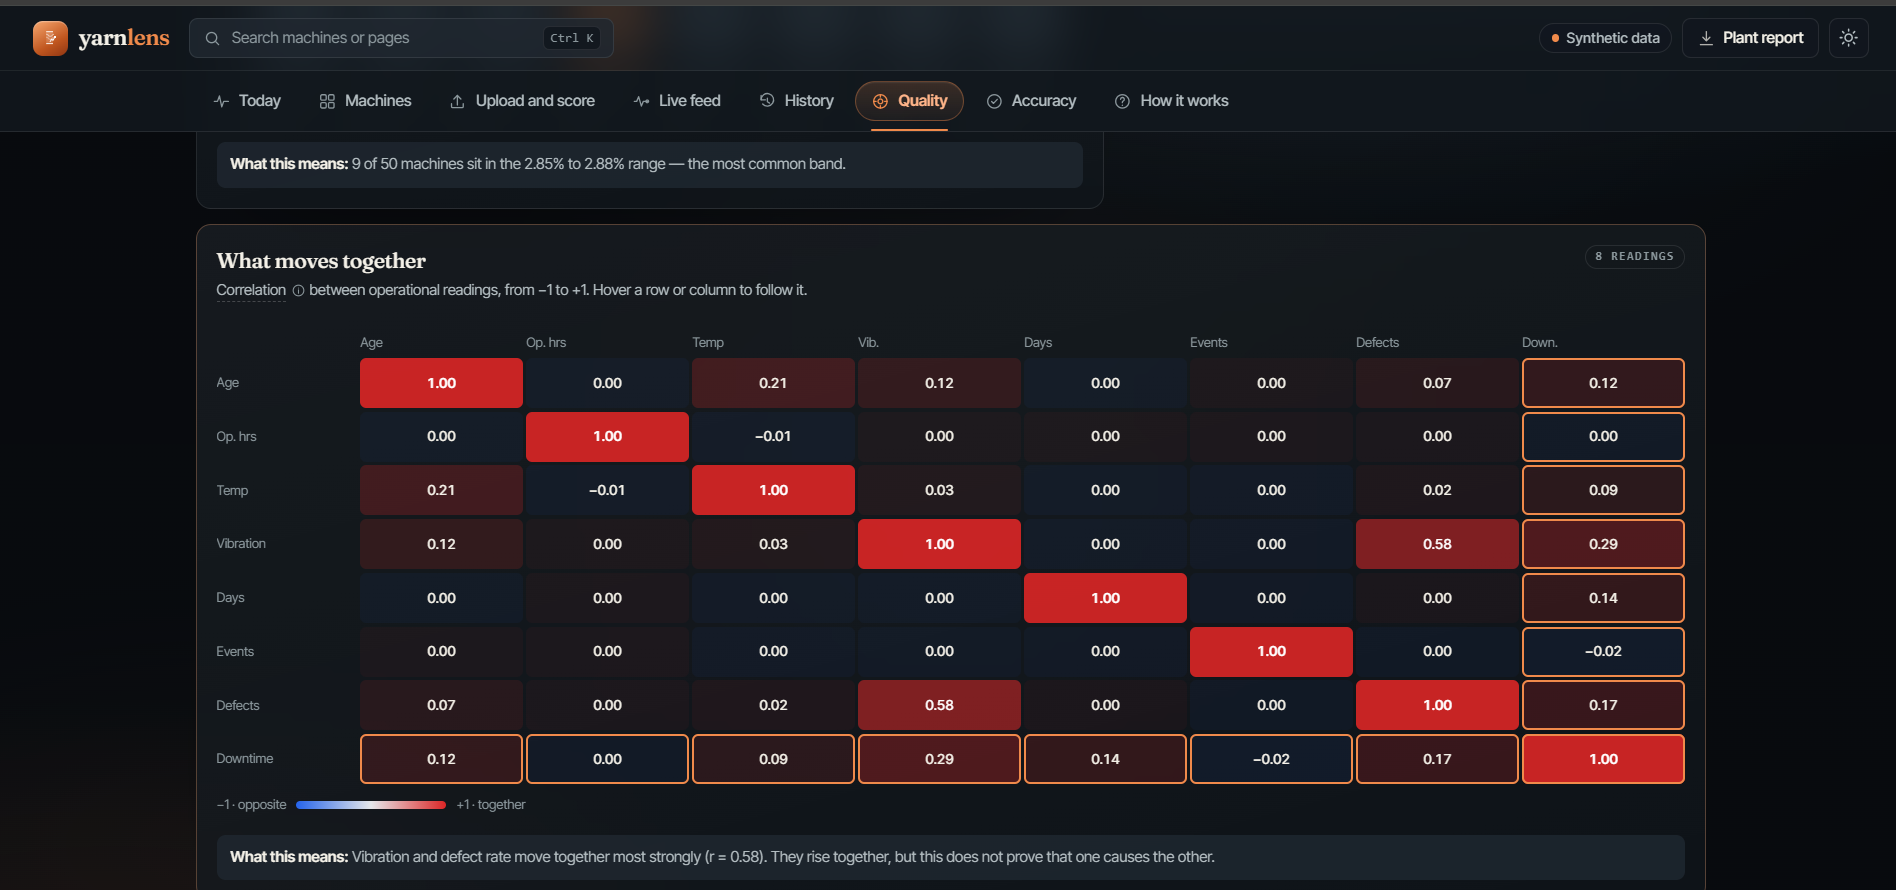 yarnlens
Search machines or pages
Ctrl K
Synthetic data
Plant report
Today
Machines
Upload and score
Live feed
History
Quality
Accuracy
How it works
What this means: 9 of 50 machines sit in the 2.85% to 2.88% range — the most common band.
What moves together
8 READINGS
Correlation between operational readings, from −1 to +1. Hover a row or column to follow it.
Age Op. hrs Temp Vib. Days Events Defects Down.
Age 1.00 0.00 0.21 0.12 0.00 0.00 0.07 0.12
Op. hrs 0.00 1.00 −0.01 0.00 0.00 0.00 0.00 0.00
Temp 0.21 −0.01 1.00 0.03 0.00 0.00 0.02 0.09
Vibration 0.12 0.00 0.03 1.00 0.00 0.00 0.58 0.29
Days 0.00 0.00 0.00 0.00 1.00 0.00 0.00 0.14
Events 0.00 0.00 0.00 0.00 0.00 1.00 0.00 −0.02
Defects 0.07 0.00 0.02 0.58 0.00 0.00 1.00 0.17
Downtime 0.12 0.00 0.09 0.29 0.14 −0.02 0.17 1.00
−1 · opposite +1 · together
What this means: Vibration and defect rate move together most strongly (r = 0.58). They rise together, but this does not prove that one causes the other.